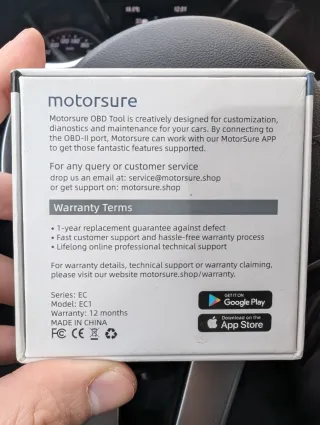 motorsure
Motorsure OBD Tool is creatively designed for customization,
dianostics and maintenance for your cars. By connecting to
the OBD-II port, Motorsure can work with our MotorSure APP
to get those fantastic features supported.
For any query or customer service
drop us an email at: service@motorsure.shop
or get support on: motorsure.shop
Warranty Terms
• 1-year replacement guarantee against defect
• Fast customer support and hassle-free warranty process
• Lifelong online professional technical support
For warranty details, technical support or warranty claiming,
please visit our website motorsure.shop/warranty.
Series: EC
Model: EC1
Warranty: 12 months
MADE IN CHINA
FC CE
GET IT ON
Google Play
Download on the
App Store